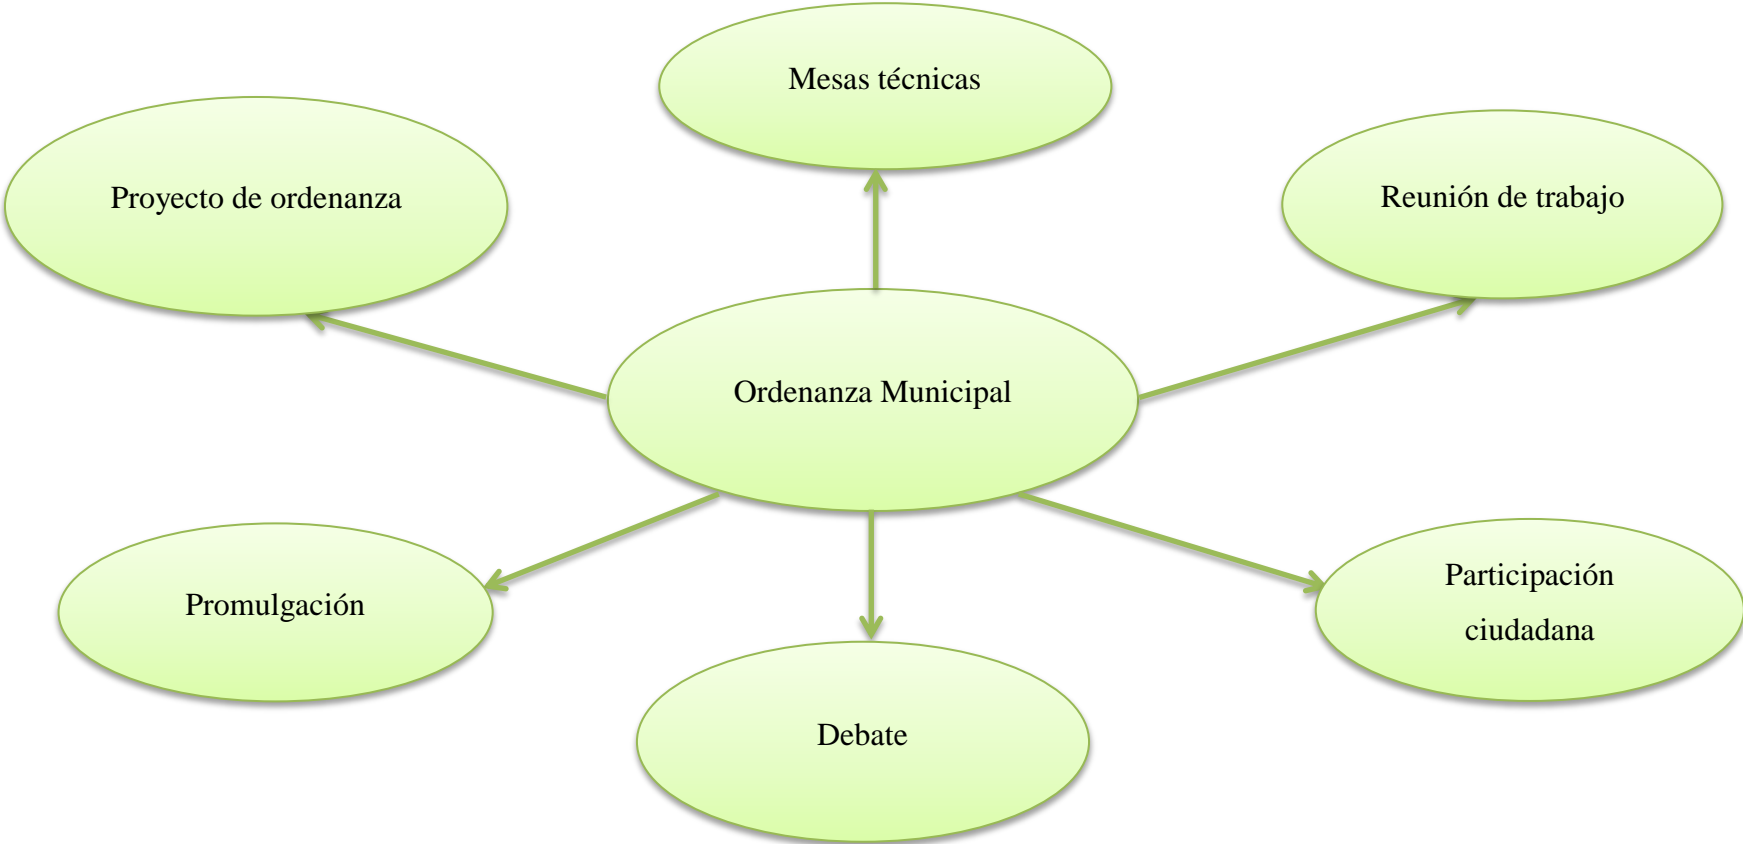 Mesas técnicas
Proyecto de ordenanza
Reunión de trabajo
Ordenanza Municipal
Promulgación
Participación
ciudadana
Debate